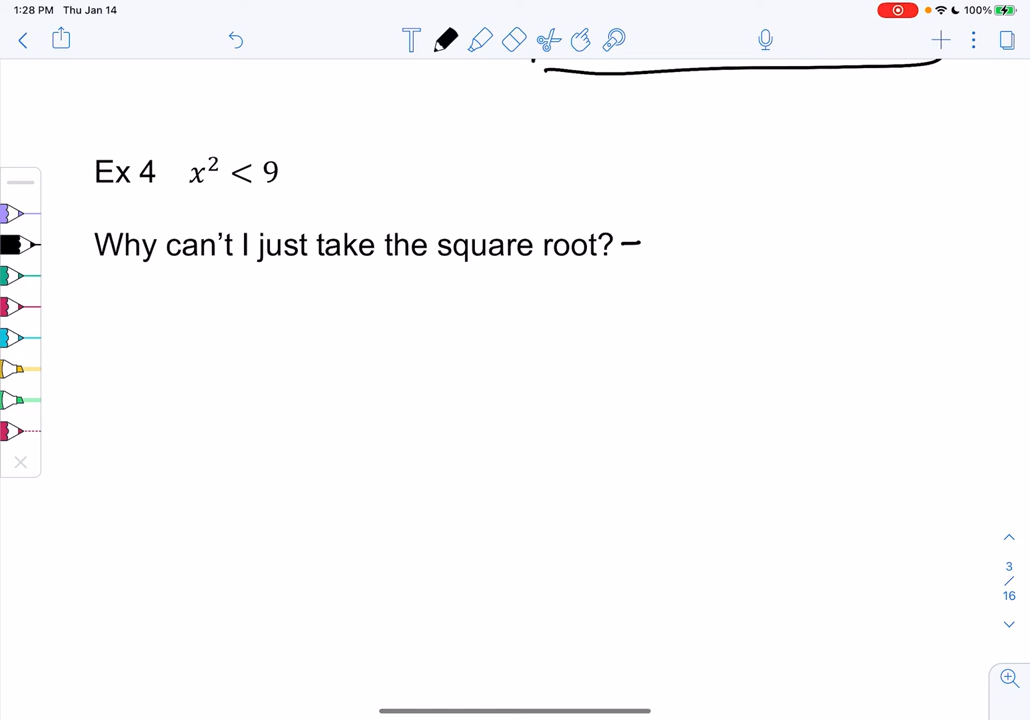 1:28 PM Thu Jan 14
100%
T
Ex 4 x² < 9
Why can’t I just take the square root? –
3
/
16